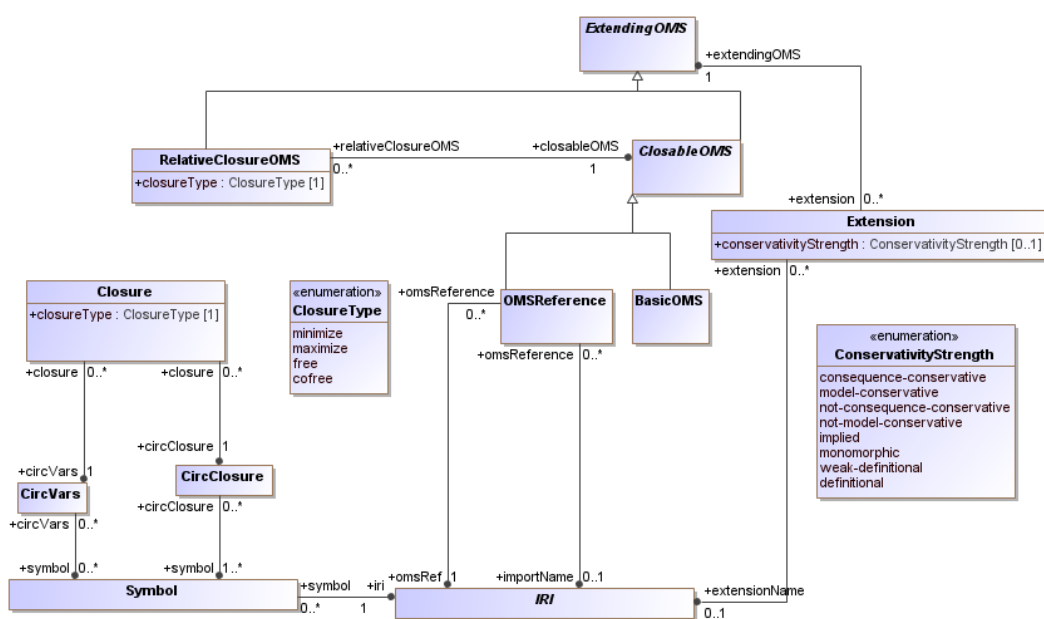 ExtendingOMS
+extendingOMS
1
RelativeClosureOMS
+closureType : ClosureType [1]
+relativeClosureOMS
0..*
+closableOMS
1
ClosableOMS
+extension
0..*
Extension
+conservativityStrength : ConservativityStrength [0..1]
+extension
0..*
Closure
+closureType : ClosureType [1]
+closure
0..*
+closure
0..*
«enumeration»
ClosureType
minimize
maximize
free
cofree
+omsReference
0..*
OMSReference
+omsReference
0..*
BasicOMS
«enumeration»
ConservativityStrength
consequence-conservative
model-conservative
not-consequence-conservative
not-model-conservative
implied
monomorphic
weak-definitional
definitional
+circClosure
1
+circVars
1
CircVars
+circVars
0..*
CircClosure
+circClosure
0..*
+symbol
0..*
+symbol
1..*
Symbol
+symbol
0..*
+iri
1
+omsRef
1
+importName
0..1
IRI
+extensionName
0..1